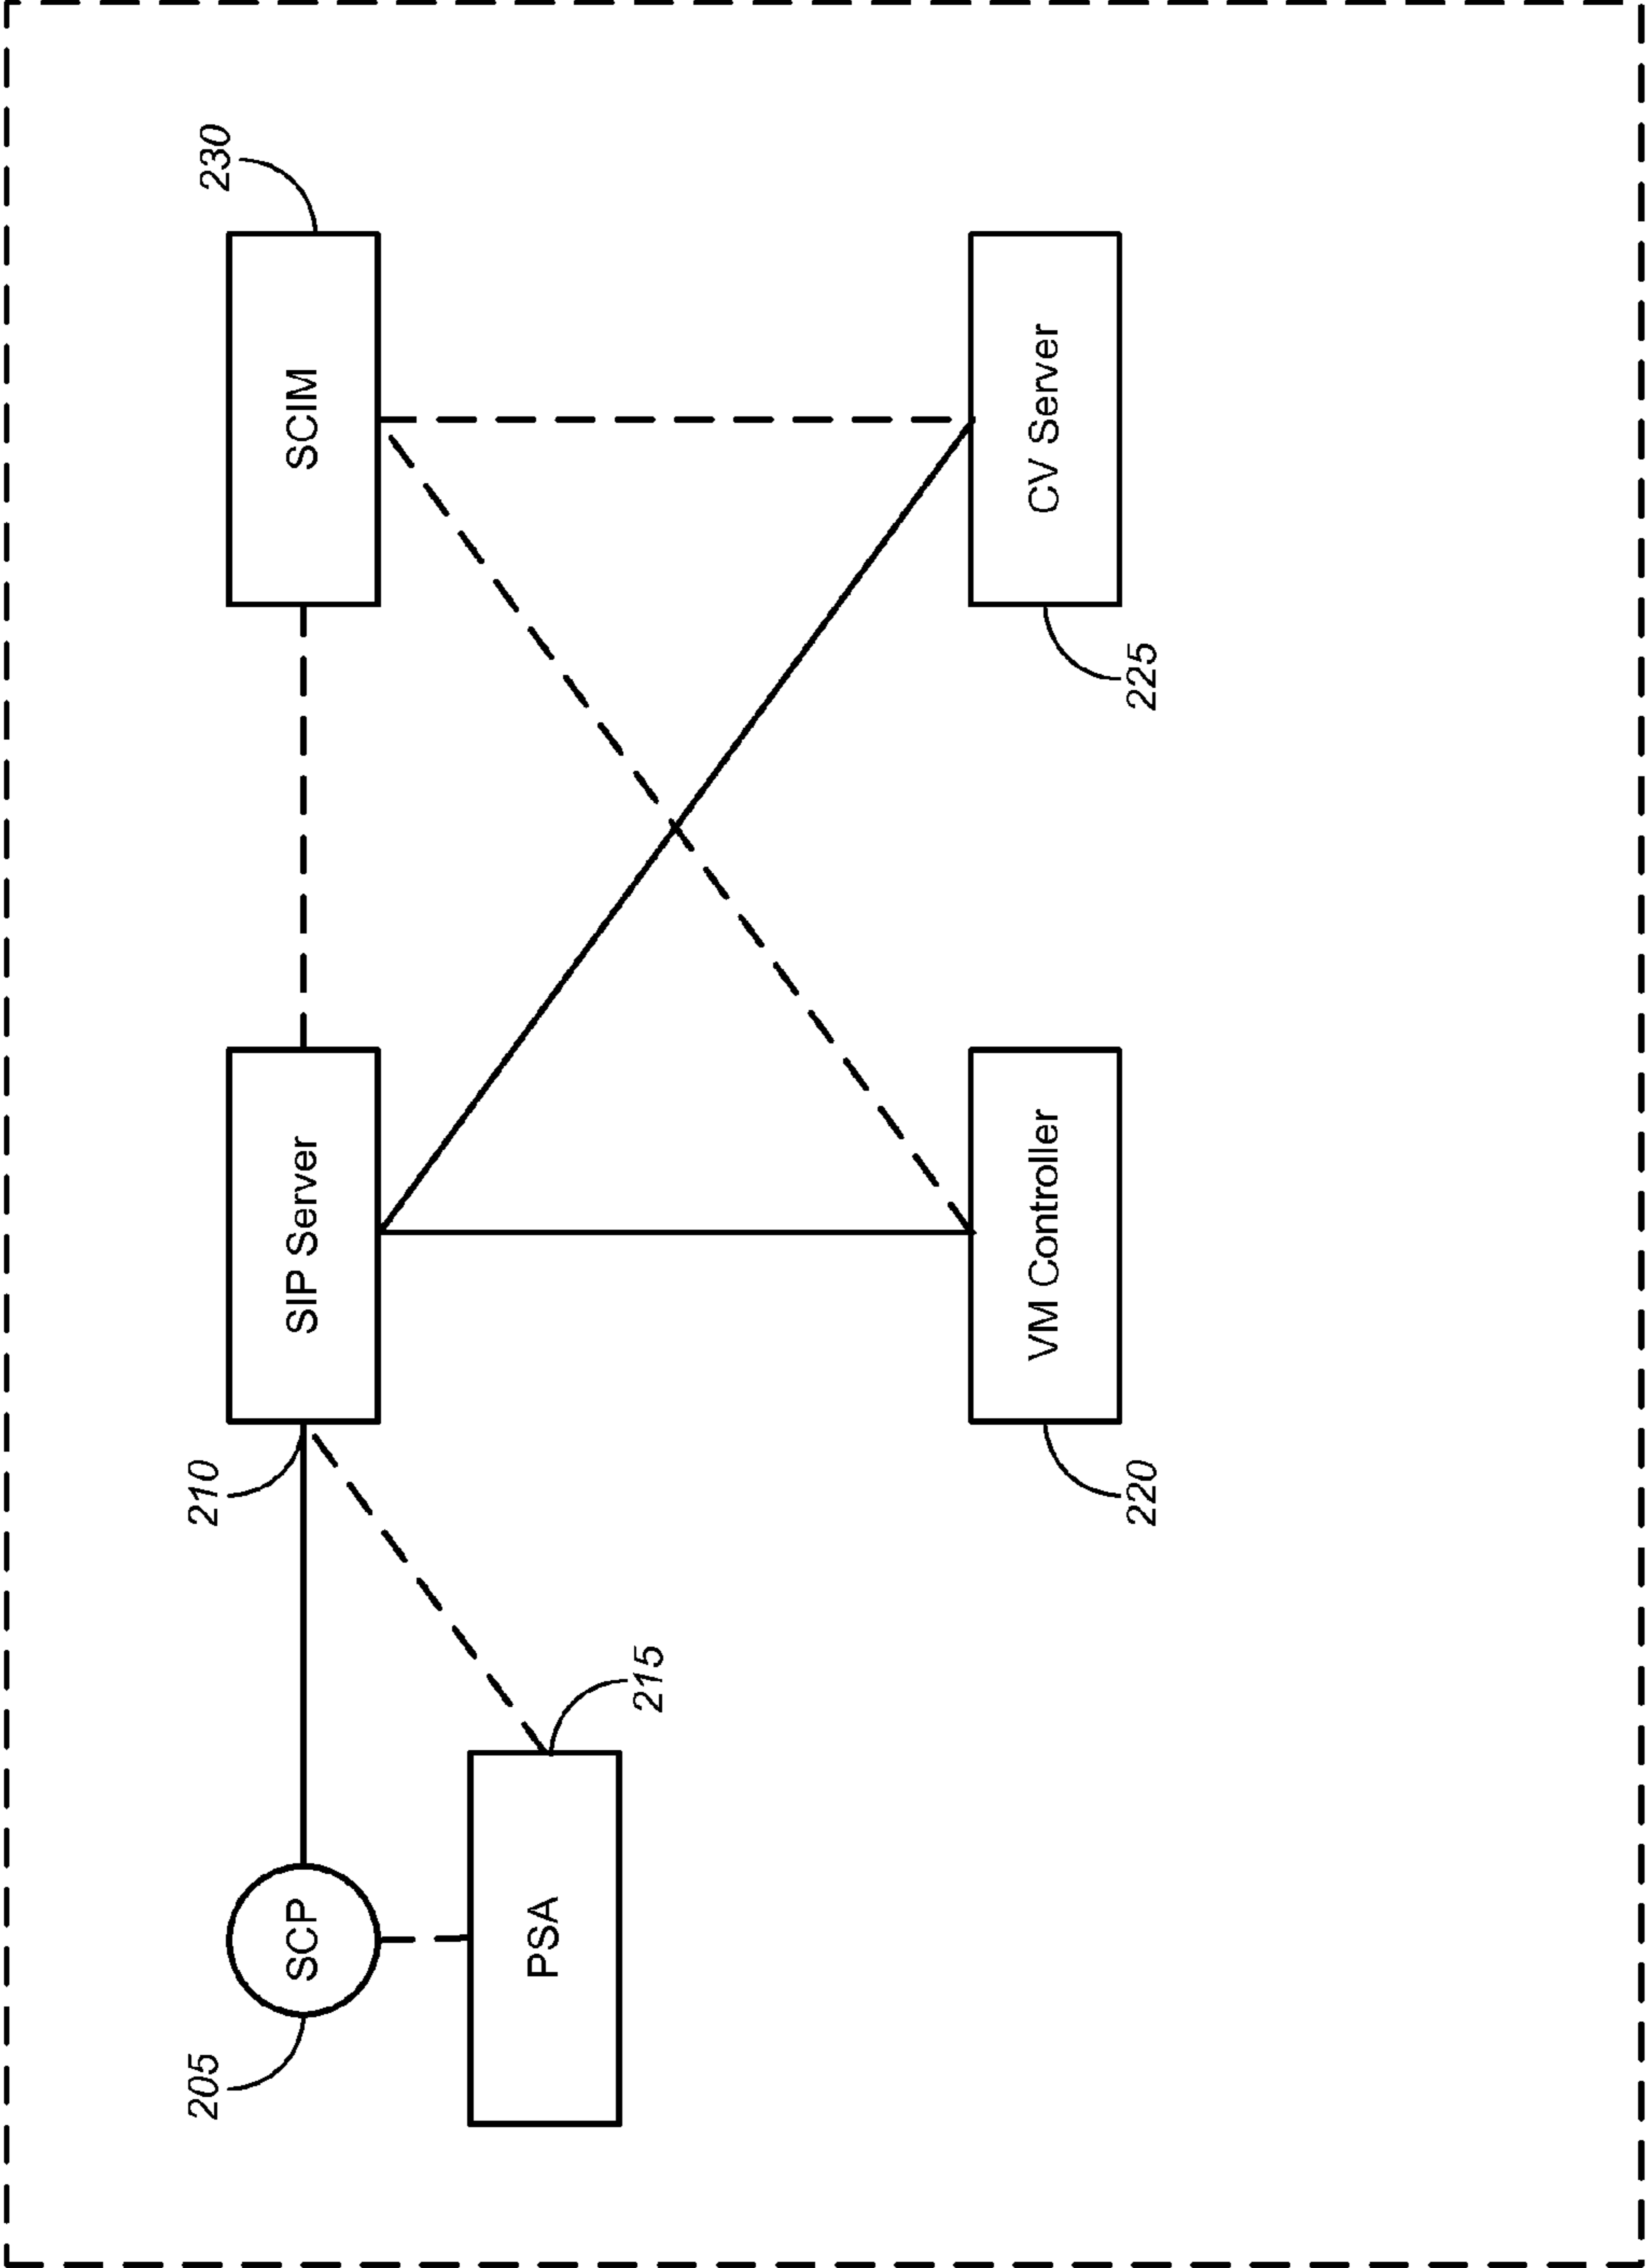 205
SCP
210
SIP Server
SCIM
230
PSA
215
VM Controller
220
CV Server
225